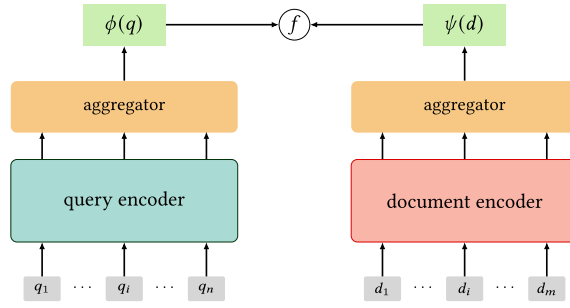 ϕ(q) f ψ(d)
aggregator aggregator
query encoder document encoder
q₁ ··· qᵢ ··· qₙ d₁ ··· dᵢ ··· dₘ